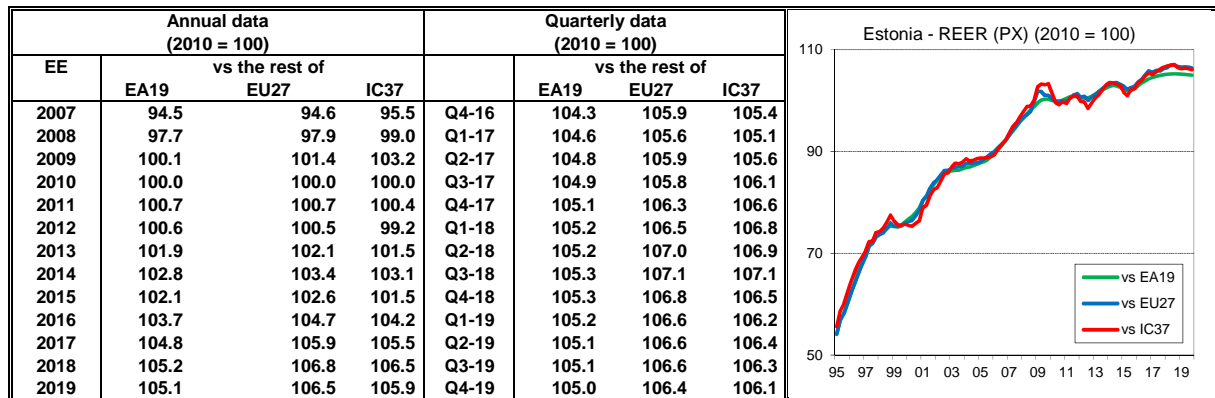 Annual data Quarterly data
(2010 = 100) (2010 = 100)
EE vs the rest of vs the rest of
EA19 EU27 IC37 EA19 EU27 IC37
2007 94.5 94.6 95.5 Q4-16 104.3 105.9 105.4
2008 97.7 97.9 99.0 Q1-17 104.6 105.6 105.1
2009 100.1 101.4 103.2 Q2-17 104.8 105.9 105.6
2010 100.0 100.0 100.0 Q3-17 104.9 105.8 106.1
2011 100.7 100.7 100.4 Q4-17 105.1 106.3 106.6
2012 100.6 100.5 99.2 Q1-18 105.2 106.5 106.8
2013 101.9 102.1 101.5 Q2-18 105.2 107.0 106.9
2014 102.8 103.4 103.1 Q3-18 105.3 107.1 107.1
2015 102.1 102.6 101.5 Q4-18 105.3 106.8 106.5
2016 103.7 104.7 104.2 Q1-19 105.2 106.6 106.2
2017 104.8 105.9 105.5 Q2-19 105.1 106.6 106.4
2018 105.2 106.8 106.5 Q3-19 105.1 106.6 106.3
2019 105.1 106.5 105.9 Q4-19 105.0 106.4 106.1
Estonia - REER (PX) (2010 = 100)
110
90
70
50
vs EA19
vs EU27
vs IC37
95 97 99 01 03 05 07 09 11 13 15 17 19